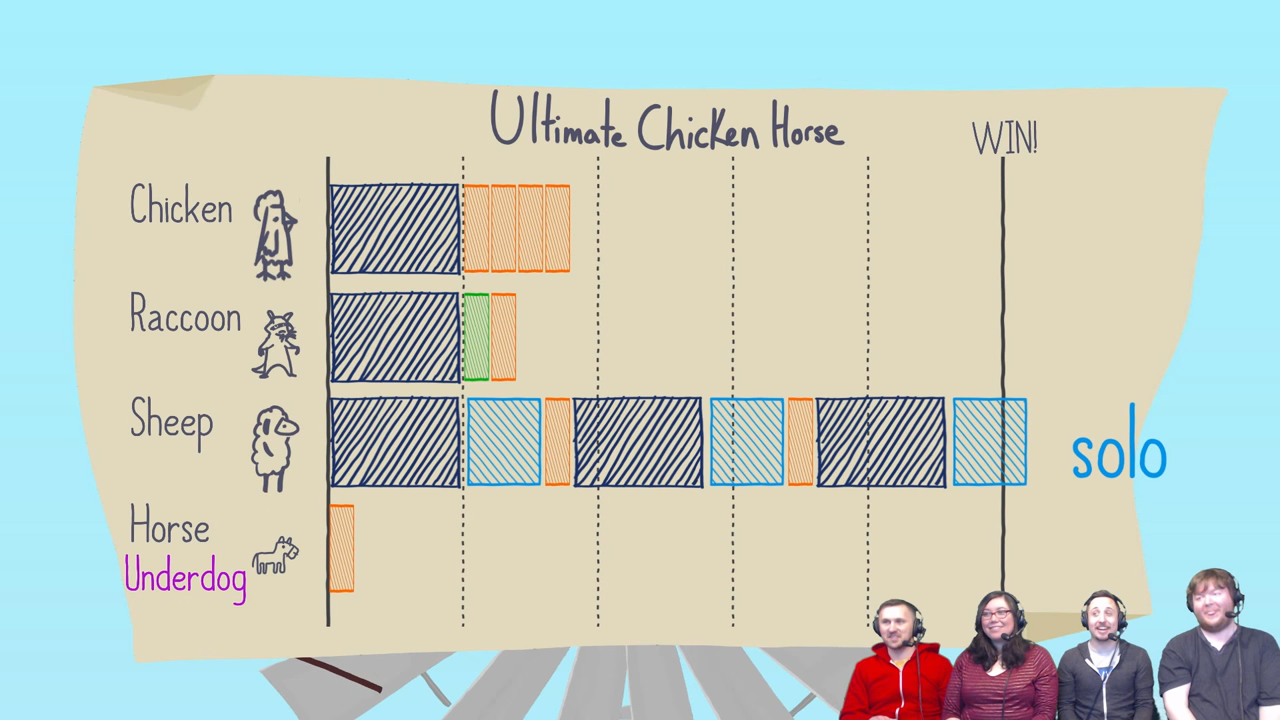 Ultimate Chicken Horse
WIN!
Chicken
Raccoon
Sheep
solo
Horse
Underdog